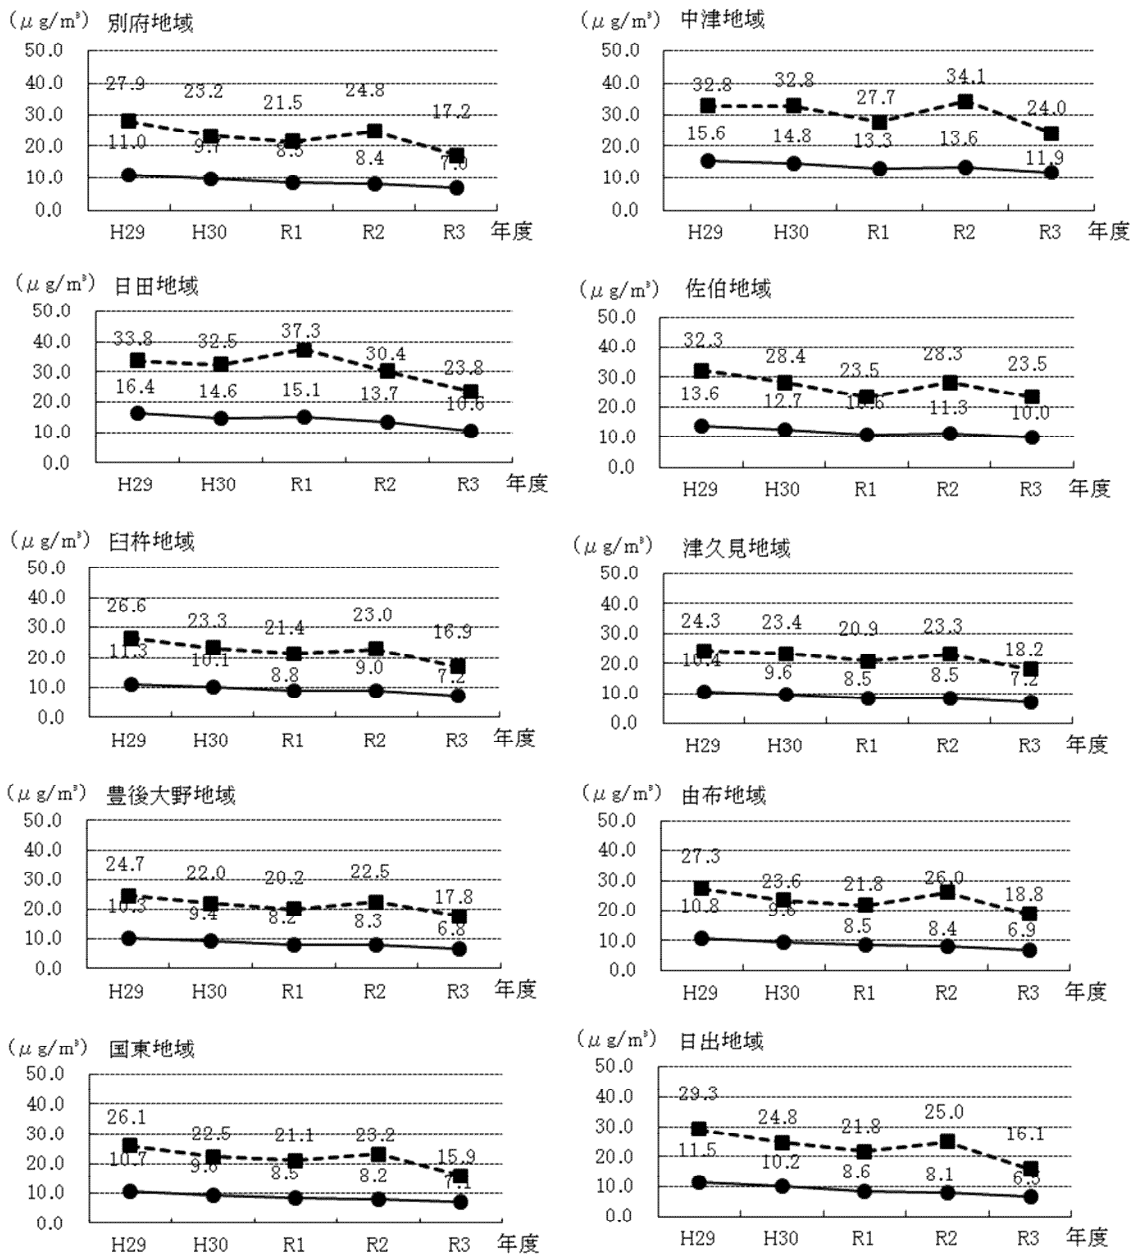 (μg/m³) 別府地域
50.0
40.0
30.0
20.0
10.0
0.0
27.9 23.2 21.5 24.8 17.2
11.0 9.7 8.5 8.4 7.0
H29 H30 R1 R2 R3 年度
(μg/m³) 中津地域
50.0
40.0
30.0
20.0
10.0
0.0
32.8 32.8 27.7 34.1 24.0
15.6 14.8 13.3 13.6 11.9
H29 H30 R1 R2 R3 年度
(μg/m³) 日田地域
50.0
40.0
30.0
20.0
10.0
0.0
33.8 32.5 37.3 30.4 23.8
16.4 14.6 15.1 13.7 10.6
H29 H30 R1 R2 R3 年度
(μg/m³) 佐伯地域
50.0
40.0
30.0
20.0
10.0
0.0
32.3 28.4 23.5 28.3 23.5
13.6 12.7 11.3 10.0
H29 H30 R1 R2 R3 年度
(μg/m³) 臼杵地域
50.0
40.0
30.0
20.0
10.0
0.0
26.6 23.3 21.4 23.0 16.9
11.3 10.1 8.8 9.0 7.2
H29 H30 R1 R2 R3 年度
(μg/m³) 津久見地域
50.0
40.0
30.0
20.0
10.0
0.0
24.3 23.4 20.9 23.3 18.2
10.4 9.6 8.5 8.5 7.2
H29 H30 R1 R2 R3 年度
(μg/m³) 豊後大野地域
50.0
40.0
30.0
20.0
10.0
0.0
24.7 22.0 20.2 22.5 17.8
10.3 9.4 8.2 8.3 6.8
H29 H30 R1 R2 R3 年度
(μg/m³) 由布地域
50.0
40.0
30.0
20.0
10.0
0.0
27.3 23.6 21.8 26.0 18.8
10.8 9.6 8.5 8.4 6.9
H29 H30 R1 R2 R3 年度
(μg/m³) 国東地域
50.0
40.0
30.0
20.0
10.0
0.0
26.1 22.5 21.1 23.2 15.9
10.7 9.6 8.5 8.2 7.1
H29 H30 R1 R2 R3 年度
(μg/m³) 日出地域
50.0
40.0
30.0
20.0
10.0
0.0
29.3 24.8 21.8 25.0 16.1
11.5 10.2 8.6 8.1
H29 H30 R1 R2 R3 年度